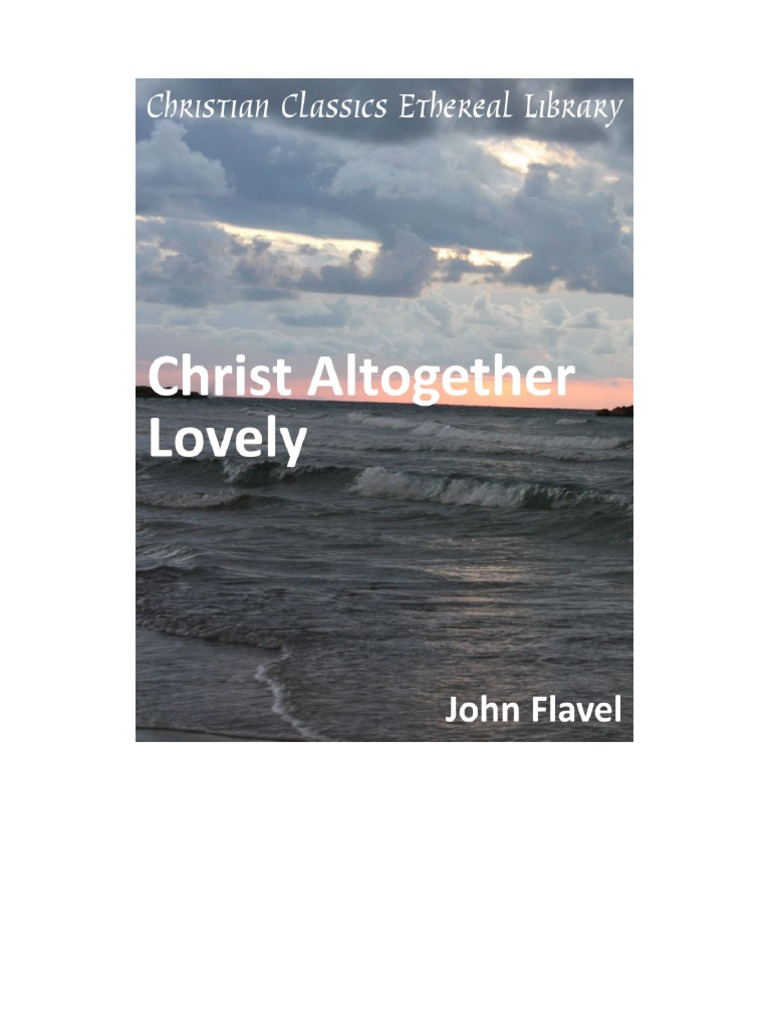 Christian Classics Ethereal Library
Christ Altogether
Lovely
John Flavel